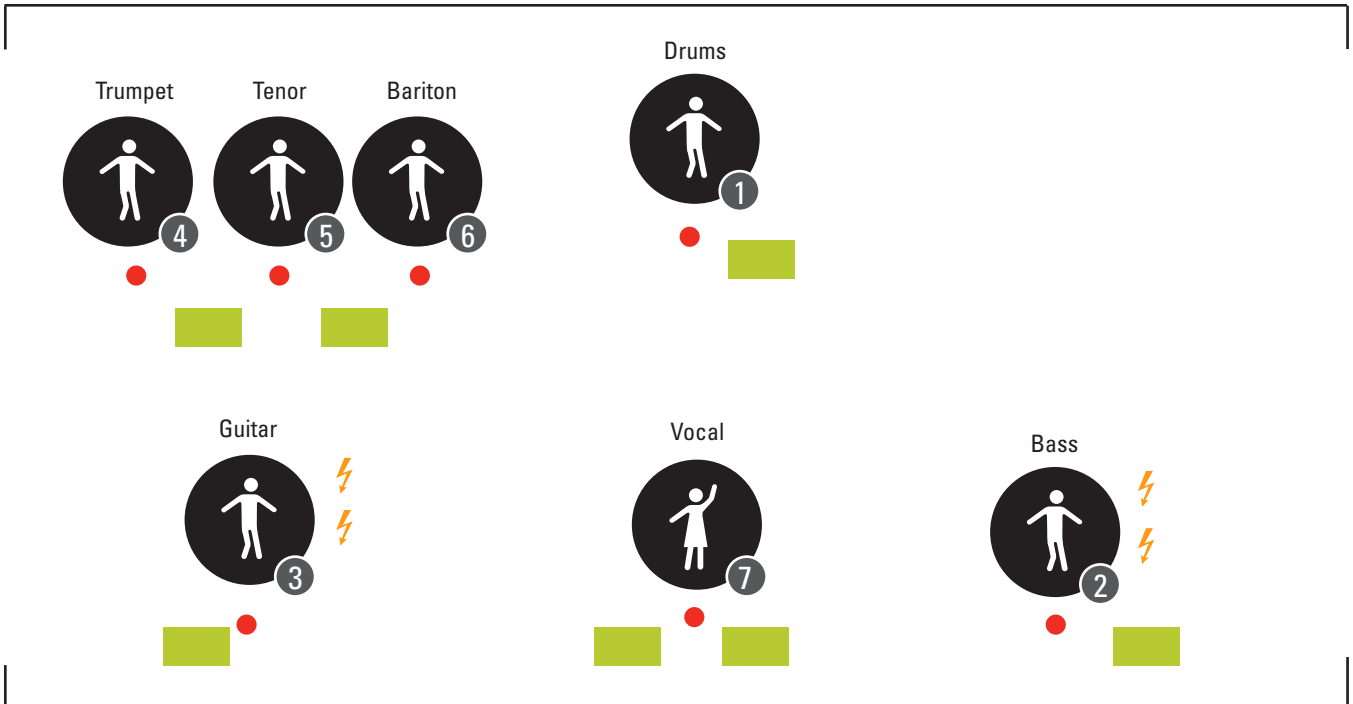 Drums
Trumpet
Tenor
Bariton
1
4
5
6
Guitar
Vocal
Bass
3
7
2